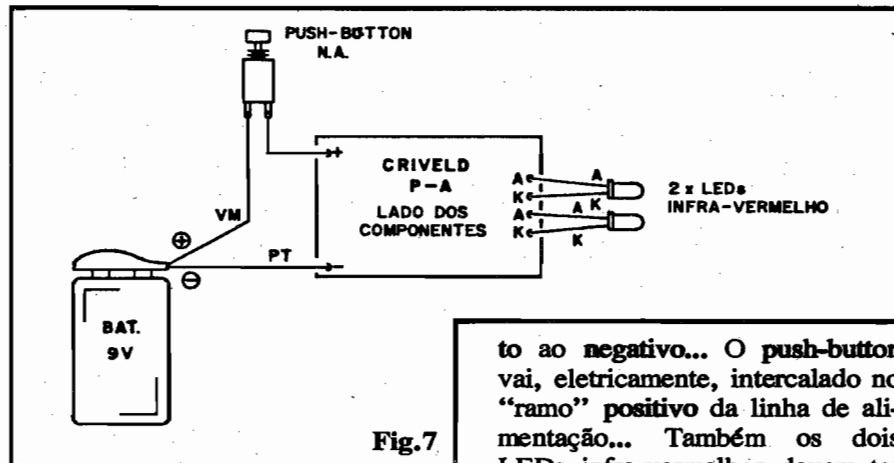 PUSH-BUTTON
N.A.
+
CRIVELD
P-A
LADO DOS
COMPONENTES
A
K
A
K
A
K
A
K
2 x LEDs
INFRA-VERMELHO
VM
⊕
PT
−
⊖
BAT.
9V
Fig.7
to ao negativo... O push-button
vai, eletricamente, intercalado no
“ramo” positivo da linha de ali-
mentação... Também os dois